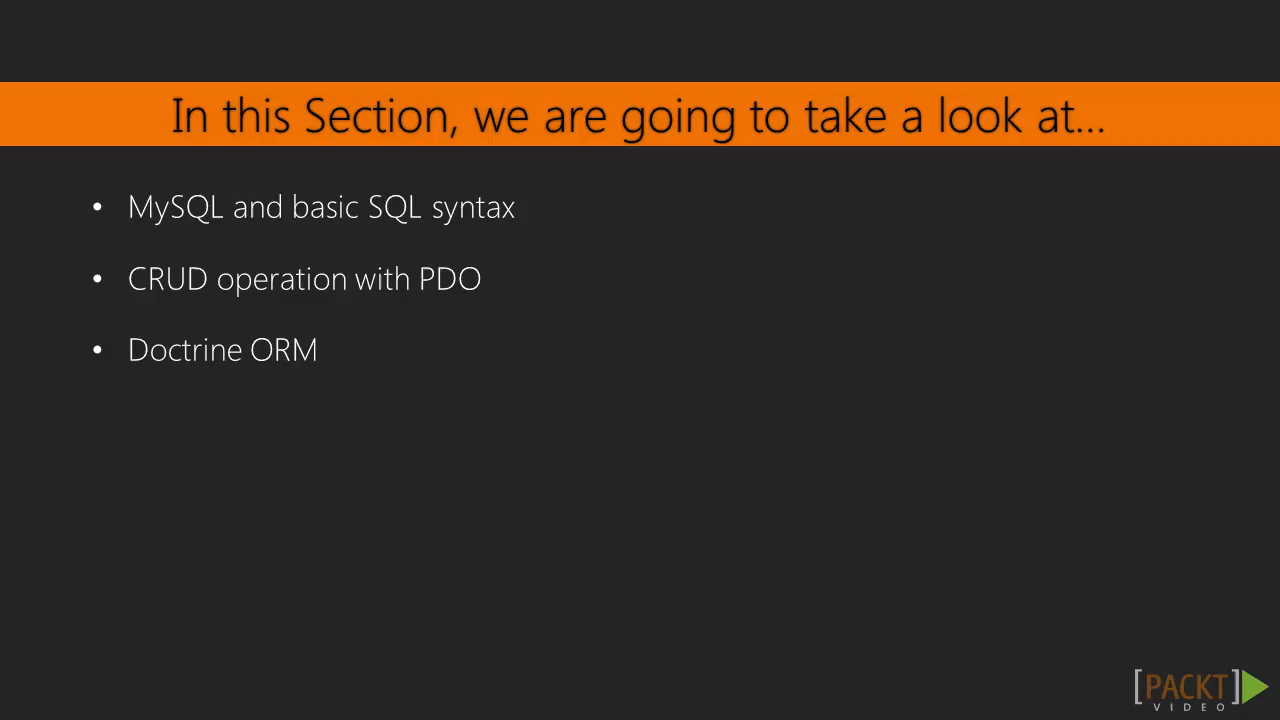 In this Section, we are going to take a look at...
• MySQL and basic SQL syntax
• CRUD operation with PDO
• Doctrine ORM
[PACKT]
VIDEO